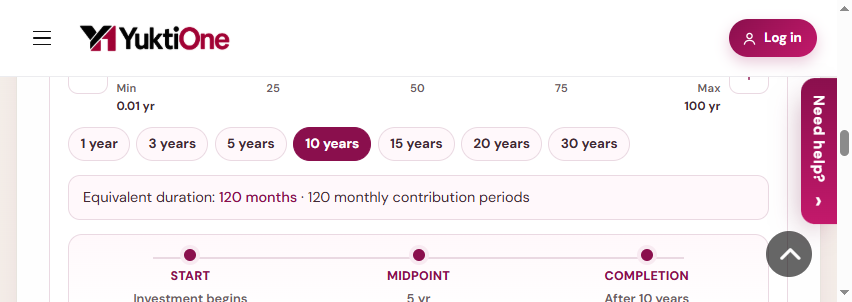 YuktiOne
Log in
Min 25 50 75 Max
0.01 yr 100 yr
1 year 3 years 5 years 10 years 15 years 20 years 30 years
Equivalent duration: 120 months · 120 monthly contribution periods
START MIDPOINT COMPLETION
Investment begins 5 yr After 10 years
Need help? ›